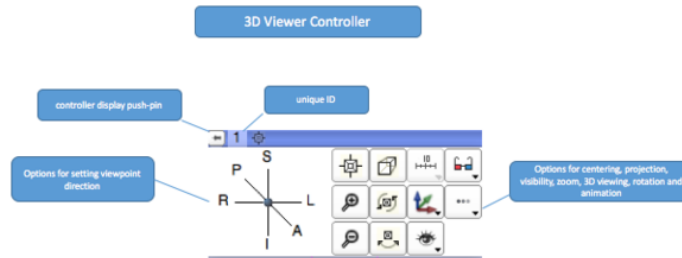 3D Viewer Controller
controller display push-pin
unique ID
1
S
P
R
L
A
I
10
Options for setting viewpoint
direction
Options for centering, projection,
visibility, zoom, 3D viewing, rotation and
animation